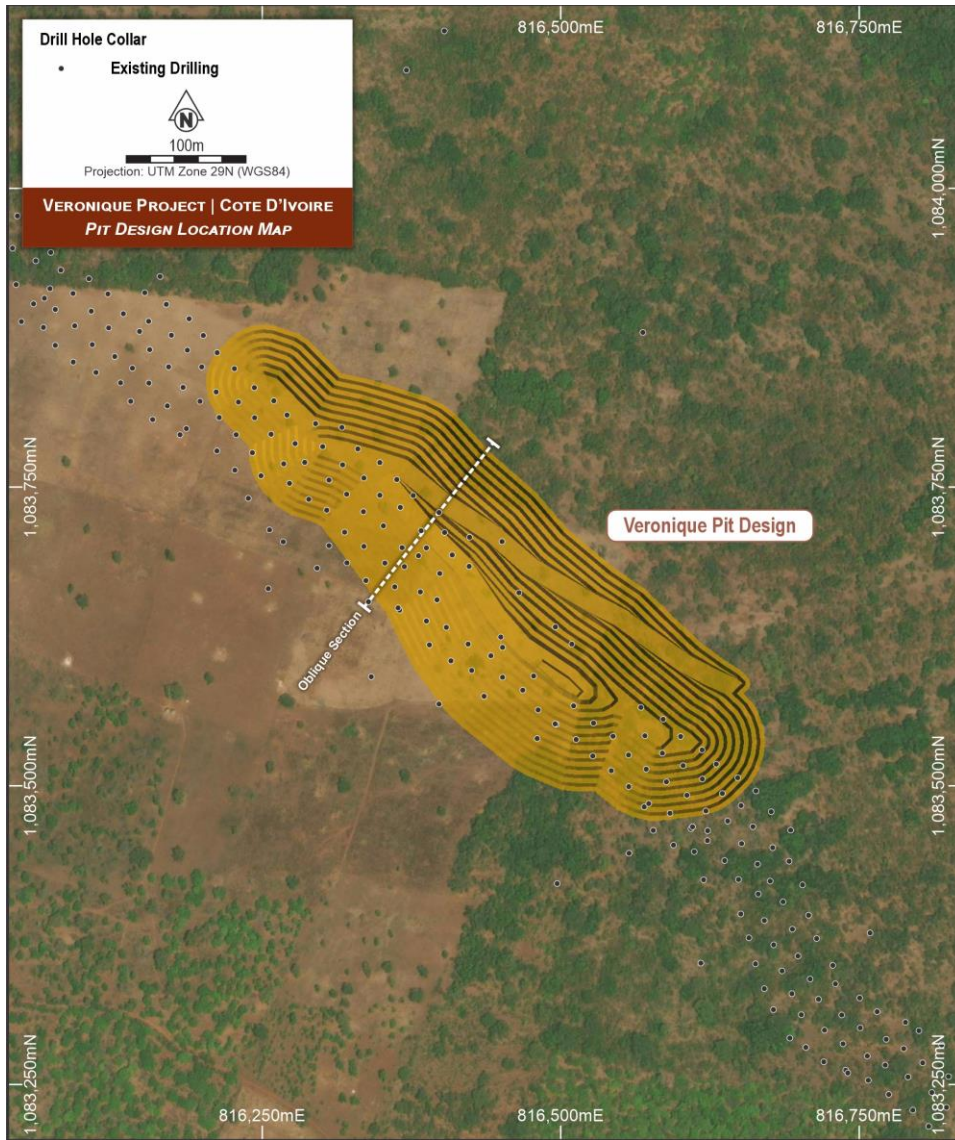 816,500mE
816,750mE
Drill Hole Collar
Existing Drilling
N
100m
Projection: UTM Zone 29N (WGS84)
VERONIQUE PROJECT | COTE D'IVOIRE
PIT DESIGN LOCATION MAP
1,084,000mN
1,083,750mN
1,083,750mN
Veronique Pit Design
Oblique Section
1,083,500mN
1,083,500mN
1,083,250mN
1,083,250mN
816,250mE
816,500mE
816,750mE